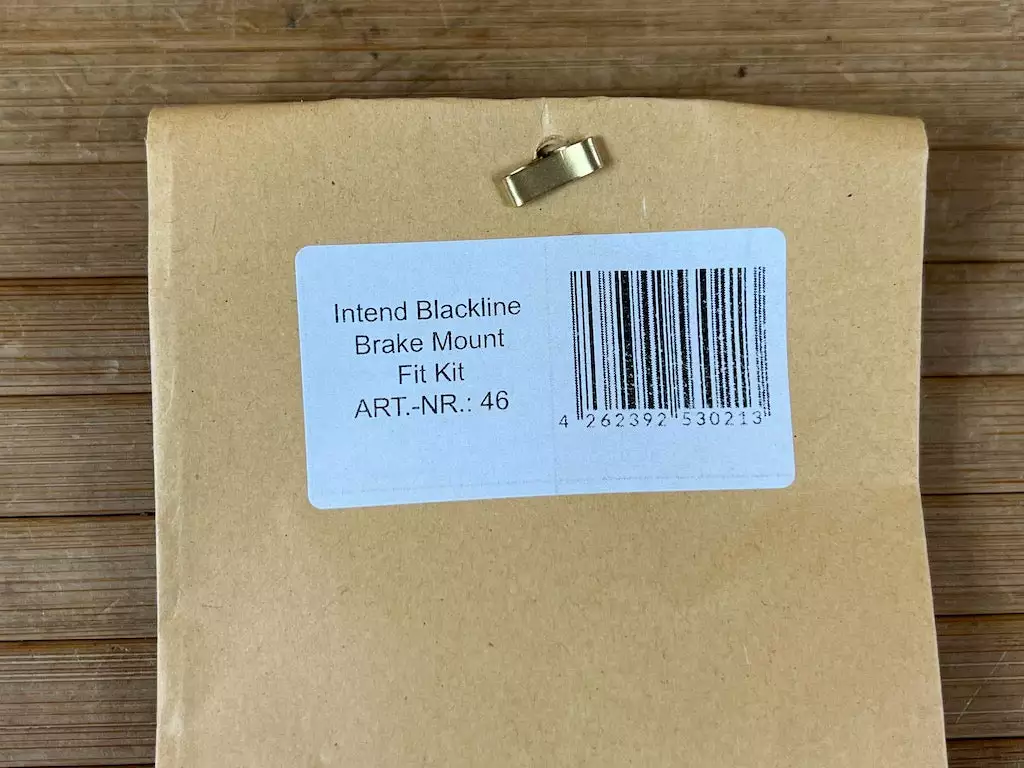 Intend Blackline
Brake Mount
Fit Kit
ART.-NR.: 46
4 262392 530213